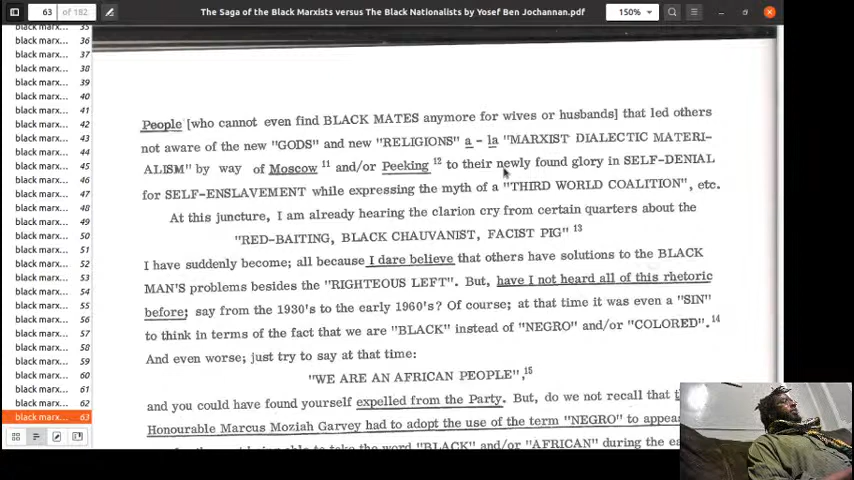 63 of 182
The Saga of the Black Marxists versus The Black Nationalists by Yosef Ben Jochannan.pdf
150%
black marx... 35
black marx... 36
black marx... 37
black marx... 38
black marx... 39
black marx... 40
black marx... 41
black marx... 42
black marx... 43
black marx... 44
black marx... 45
black marx... 46
black marx... 47
black marx... 48
black marx... 49
black marx... 50
black marx... 51
black marx... 52
black marx... 53
black marx... 54
black marx... 55
black marx... 56
black marx... 57
black marx... 58
black marx... 59
black marx... 60
black marx... 61
black marx... 62
black marx... 63
People [who cannot even find BLACK MATES anymore for wives or husbands] that led others
not aware of the new "GODS" and new "RELIGIONS" a - la "MARXIST DIALECTIC MATERI-
ALISM" by way of Moscow 11 and/or Peeking 12 to their newly found glory in SELF-DENIAL
for SELF-ENSLAVEMENT while expressing the myth of a "THIRD WORLD COALITION", etc.
At this juncture, I am already hearing the clarion cry from certain quarters about the
"RED-BAITING, BLACK CHAUVANIST, FACIST PIG" 13
I have suddenly become; all because I dare believe that others have solutions to the BLACK
MAN'S problems besides the "RIGHTEOUS LEFT". But, have I not heard all of this rhetoric
before; say from the 1930's to the early 1960's? Of course; at that time it was even a "SIN"
to think in terms of the fact that we are "BLACK" instead of "NEGRO" and/or "COLORED". 14
And even worse; just try to say at that time:
"WE ARE AN AFRICAN PEOPLE", 15
and you could have found yourself expelled from the Party. But, do we not recall that
Honourable Marcus Moziah Garvey had to adopt the use of the term "NEGRO" to appea
to take the word "BLACK" and/or "AFRICAN" during the ea